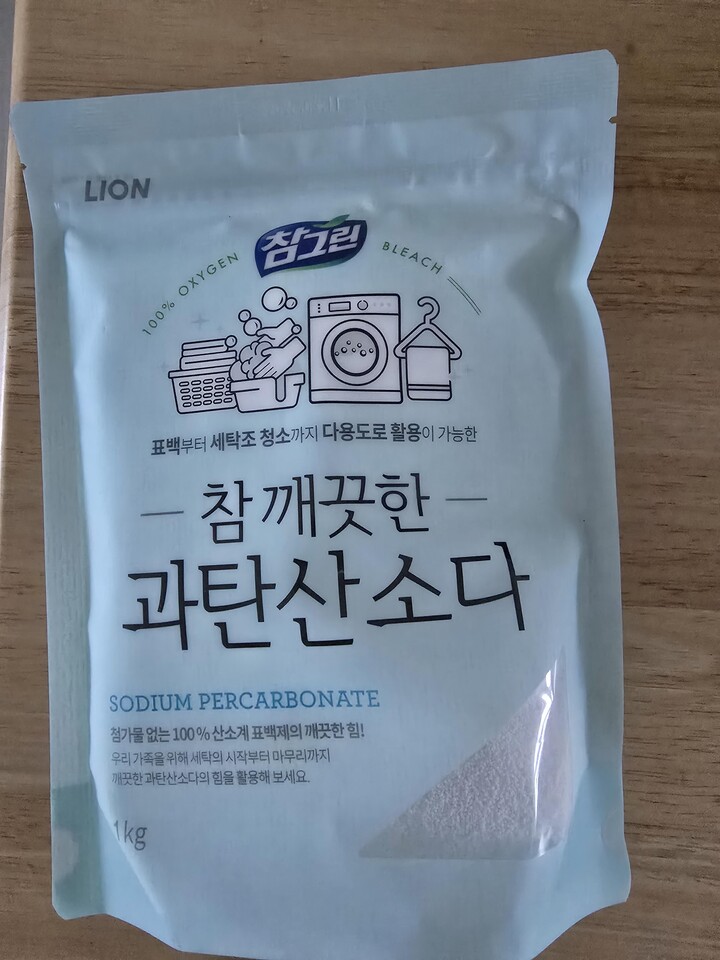 LION
참그린
100% OXYGEN BLEACH
표백부터 세탁조 청소까지 다용도로 활용이 가능한
참 깨끗한
과탄산소다
SODIUM PERCARBONATE
첨가물 없는 100% 산소계 표백제의 깨끗한 힘!
우리 가족을 위해 세탁의 시작부터 마무리까지
깨끗한 과탄산소다의 힘을 활용해 보세요.
1kg